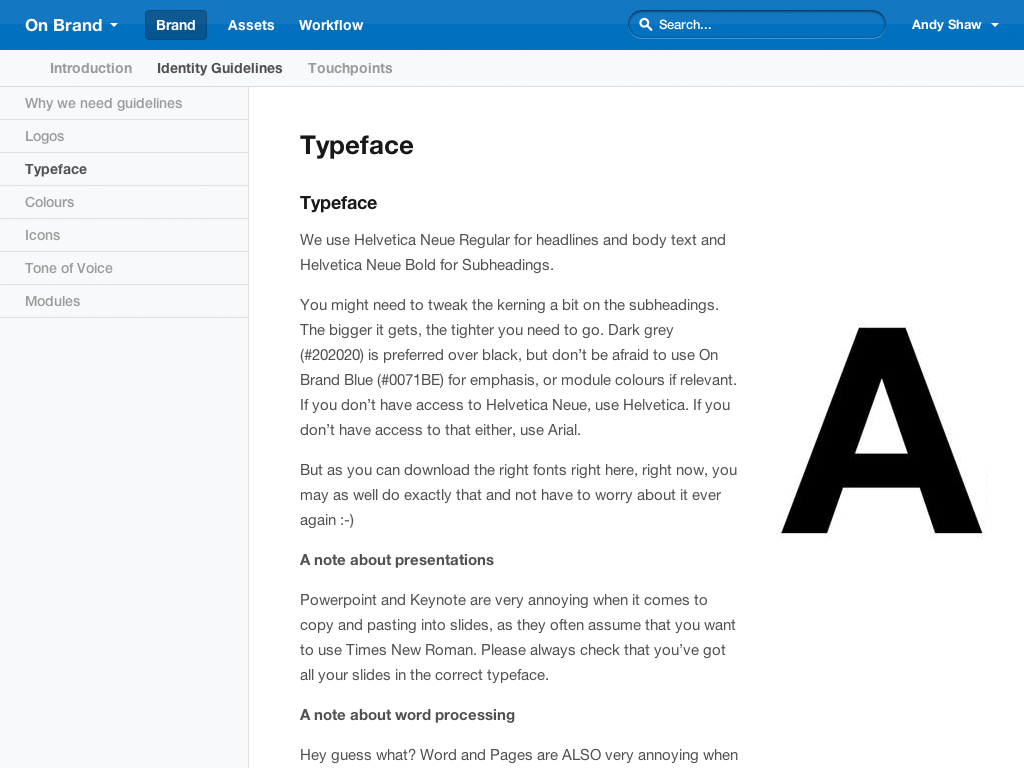 On Brand
Brand
Assets
Workflow
Search...
Andy Shaw
Introduction
Identity Guidelines
Touchpoints
Why we need guidelines
Logos
Typeface
Colours
Icons
Tone of Voice
Modules
Typeface
Typeface
We use Helvetica Neue Regular for headlines and body text and
Helvetica Neue Bold for Subheadings.
You might need to tweak the kerning a bit on the subheadings.
The bigger it gets, the tighter you need to go. Dark grey
(#202020) is preferred over black, but don’t be afraid to use On
Brand Blue (#0071BE) for emphasis, or module colours if relevant.
If you don’t have access to Helvetica Neue, use Helvetica. If you
don’t have access to that either, use Arial.
But as you can download the right fonts right here, right now, you
may as well do exactly that and not have to worry about it ever
again :-)
A note about presentations
Powerpoint and Keynote are very annoying when it comes to
copy and pasting into slides, as they often assume that you want
to use Times New Roman. Please always check that you’ve got
all your slides in the correct typeface.
A note about word processing
Hey guess what? Word and Pages are ALSO very annoying when
A